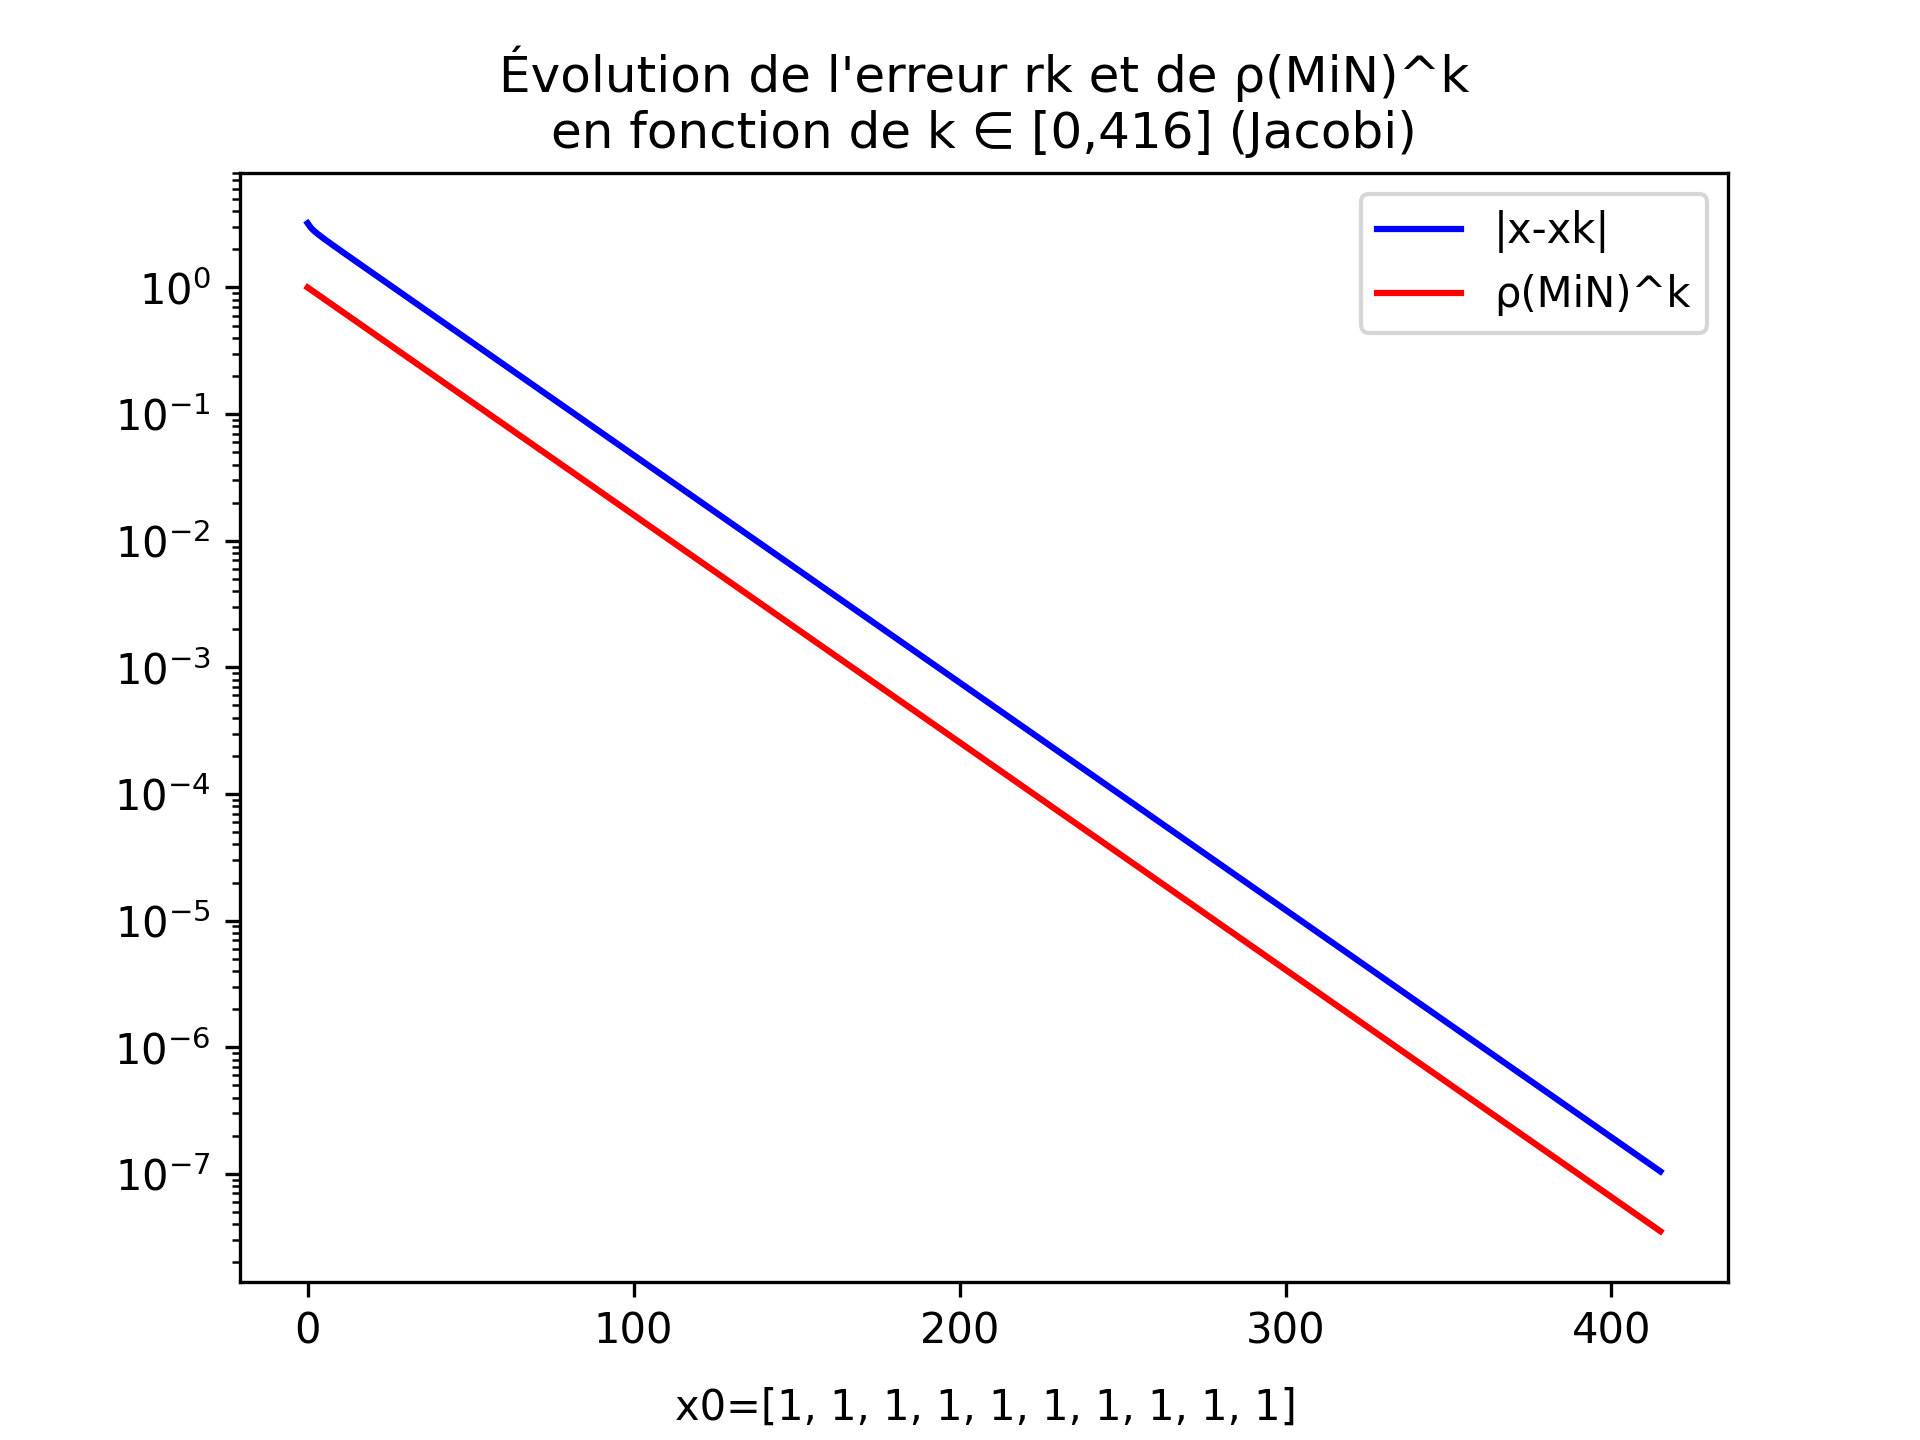 Évolution de l'erreur rk et de ρ(MiN)^k
en fonction de k ∈ [0,416] (Jacobi)
|x-xk|
ρ(MiN)^k
10⁰
10⁻¹
10⁻²
10⁻³
10⁻⁴
10⁻⁵
10⁻⁶
10⁻⁷
0 100 200 300 400
x0=[1, 1, 1, 1, 1, 1, 1, 1, 1, 1]